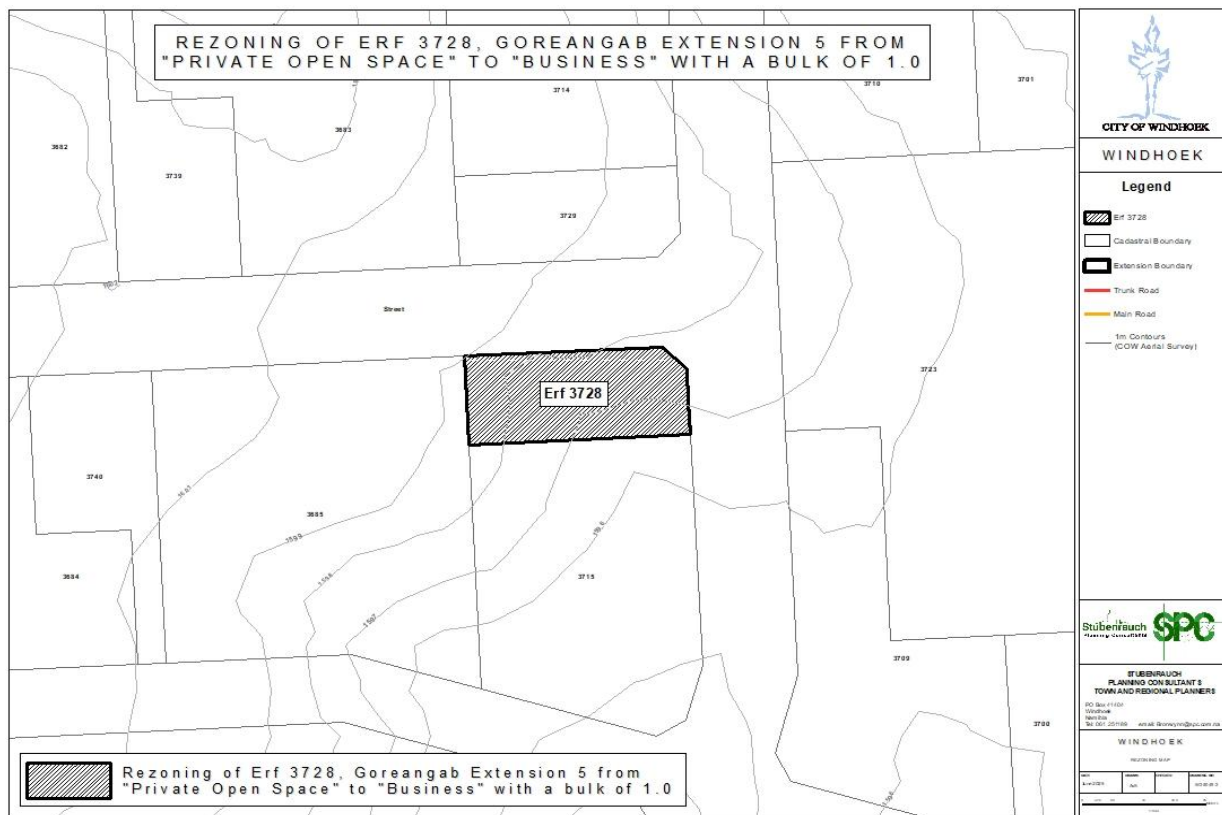 REZONING OF ERF 3728, GOREANGAB EXTENSION 5 FROM
"PRIVATE OPEN SPACE" TO "BUSINESS" WITH A BULK OF 1.0
3714
3710
3701
3683
3682
3739
3729
Street
Erf 3728
3723
3740
3685
3684
3715
3709
3700
Rezoning of Erf 3728, Goreangab Extension 5 from
"Private Open Space" to "Business" with a bulk of 1.0
CITY OF WINDHOEK
WINDHOEK
Legend
Erf 3728
Cadastral Boundary
Extension Boundary
Trunk Road
Main Road
1m Contours
(COW Aerial Survey)
Stubenrauch
Planning Consultants
SPC
STUBENRAUCH
PLANNING CONSULTANTS
TOWN AND REGIONAL PLANNERS
Windhoek
Namibia
WINDHOEK
REZONING MAP